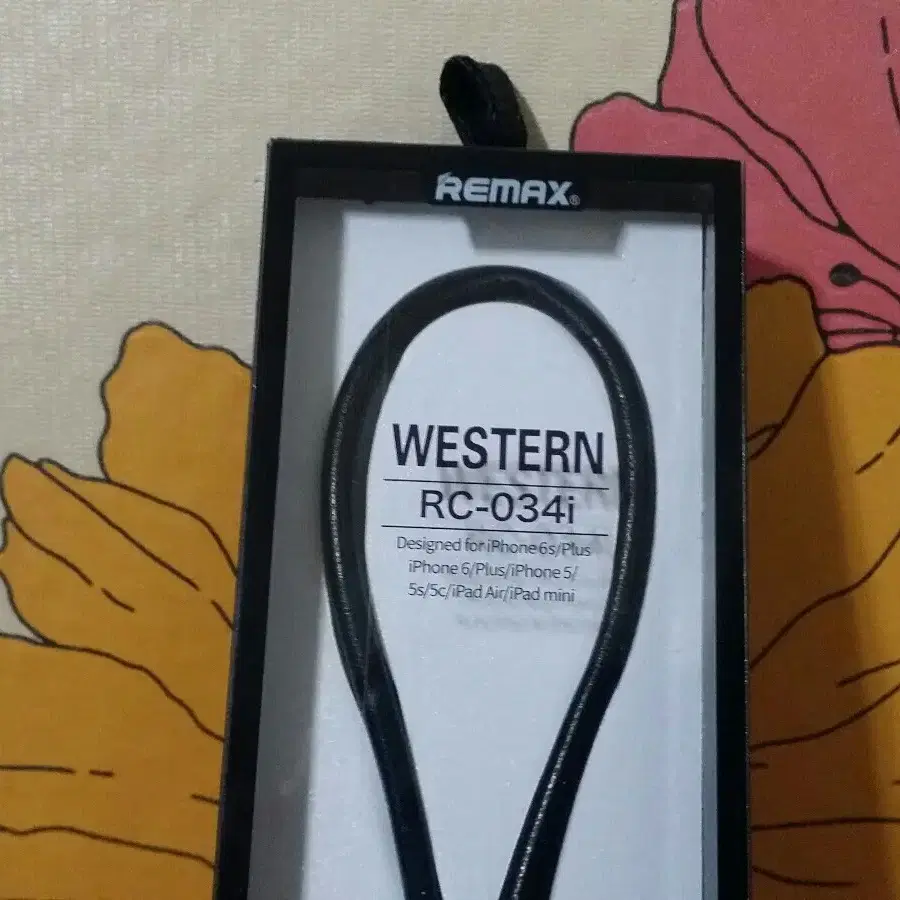 REMAX®
WESTERN
RC-034i
Designed for iPhone 6s/Plus
iPhone 6/Plus/iPhone 5/
5s/5c/iPad Air/iPad mini